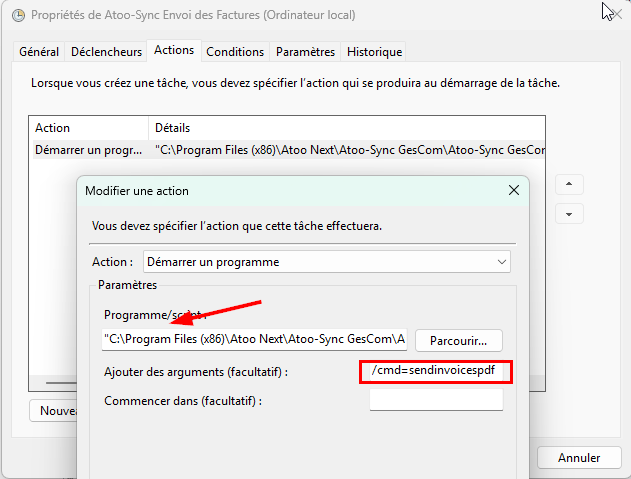 Propriétés de Atoo-Sync Envoi des Factures (Ordinateur local)
Général Déclencheurs Actions Conditions Paramètres Historique
Lorsque vous créez une tâche, vous devez spécifier l'action qui se produira au démarrage de la tâche.
Action Détails
Démarrer un progr... "C:\Program Files (x86)\Atoo Next\Atoo-Sync GesCom\Atoo-Sync GesCom
Modifier une action
Vous devez spécifier l'action que cette tâche effectuera.
Action : Démarrer un programme
Paramètres
Programme/script :
"C:\Program Files (x86)\Atoo Next\Atoo-Sync GesCom\A Parcourir...
Ajouter des arguments (facultatif) : /cmd=sendinvoicespdf
Commencer dans (facultatif) :
Nouvea
Annuler